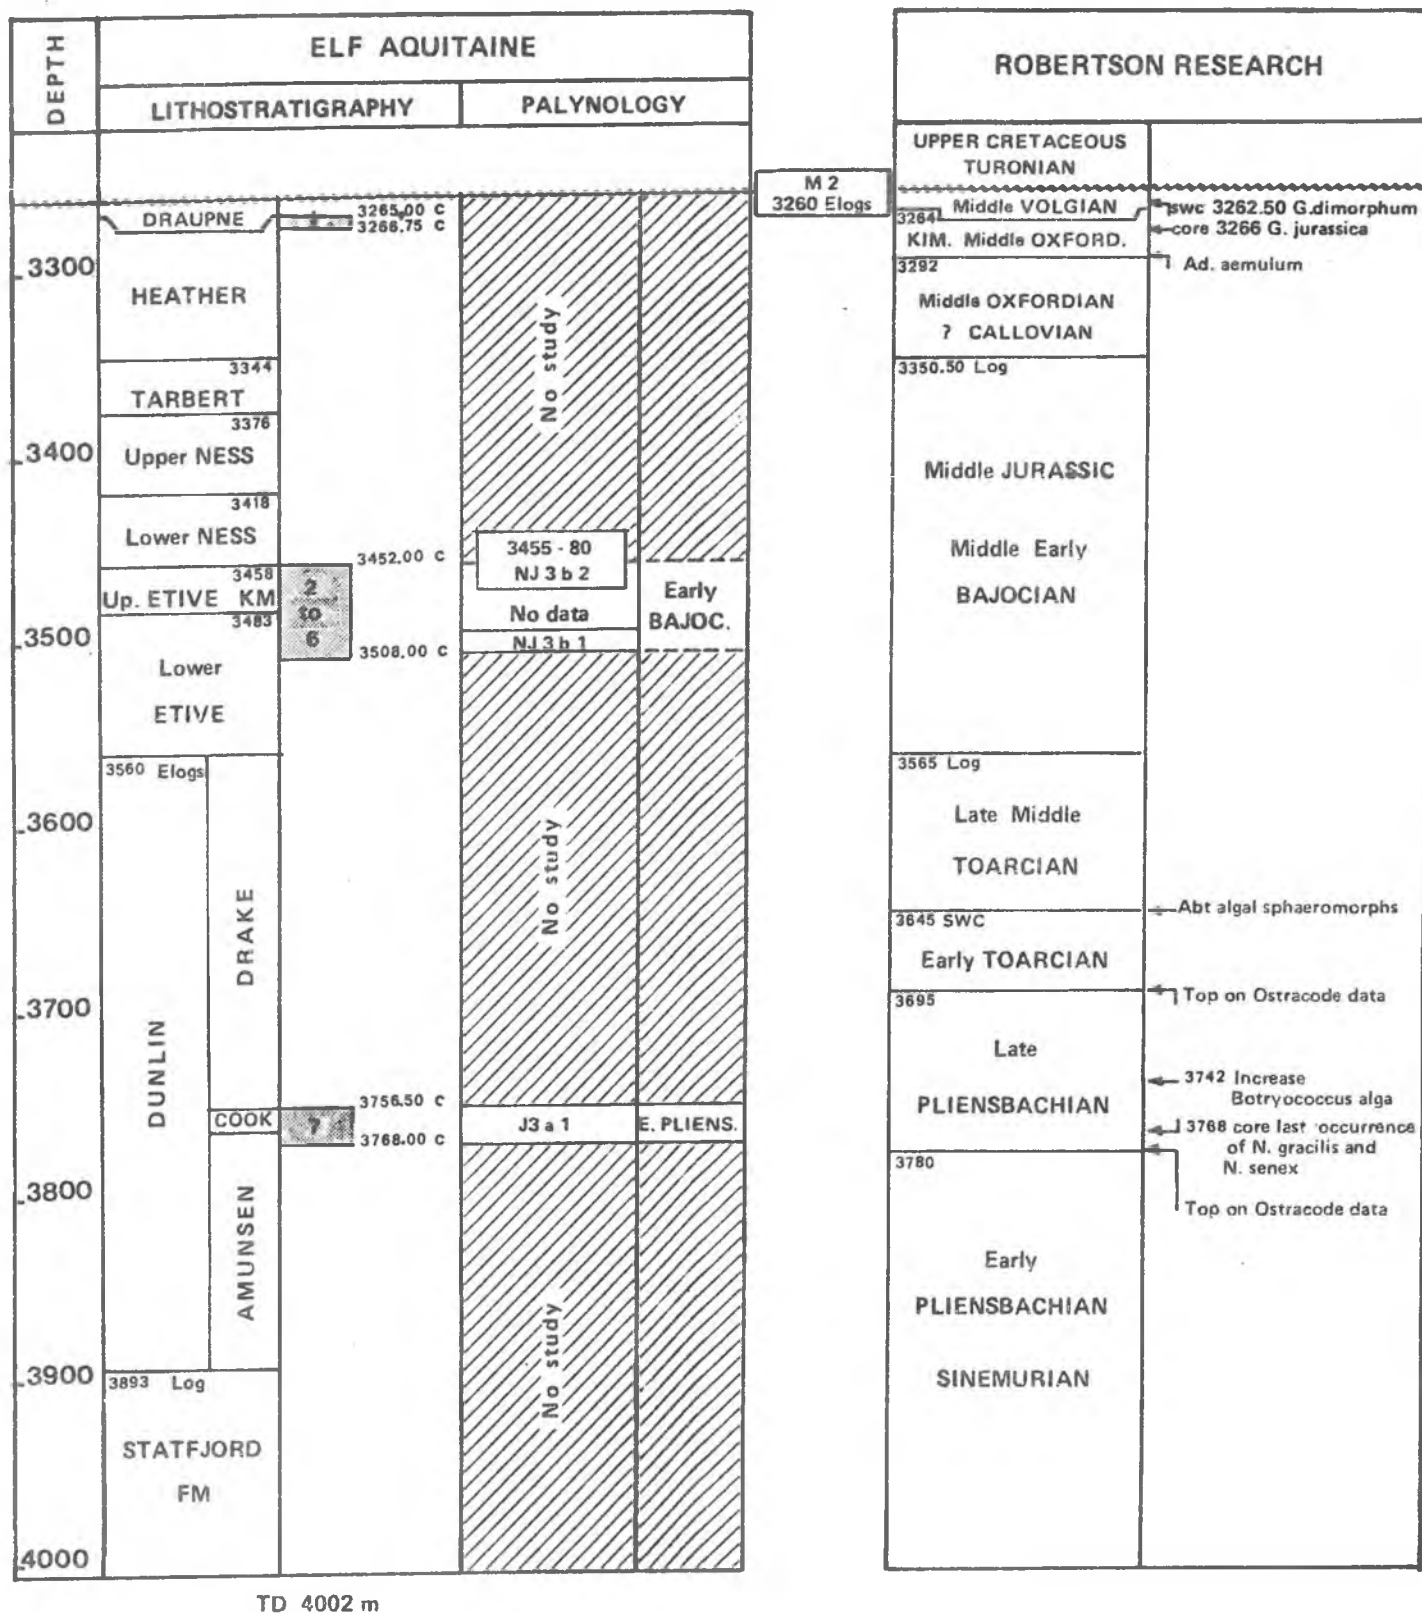 DEPTH
ELF AQUITAINE
LITHOSTRATIGRAPHY
PALYNOLOGY
3300
3400
3500
3600
3700
3800
3900
4000
DRAUPNE
HEATHER
3344
TARBERT
3376
Upper NESS
3418
Lower NESS
3458
Up. ETIVE KM
3483
Lower
ETIVE
3560 Elogs
DUNLIN
DRAKE
COOK
AMUNSEN
3893 Log
STATFJORD
FM
3265,00 C
3268,75 C
3452.00 C
2
to
6
3508,00 C
3756.50 C
?
3768.00 C
No study
3455 - 80
NJ 3 b 2
No data
NJ 3 b 1
Early
BAJOC.
No study
J3 a 1
E. PLIENS.
No study
TD 4002 m
M 2
3260 Elogs
ROBERTSON RESEARCH
UPPER CRETACEOUS
TURONIAN
Middle VOLGIAN
3264
KIM. Middle OXFORD.
3292
Middle OXFORDIAN
? CALLOVIAN
3350.50 Log
Middle JURASSIC
Middle Early
BAJOCIAN
3565 Log
Late Middle
TOARCIAN
3645 SWC
Early TOARCIAN
3695
Late
PLIENSBACHIAN
3780
Early
PLIENSBACHIAN
SINEMURIAN
swc 3262.50 G.dimorphum
core 3266 G. jurassica
Ad. aemulum
Abt algal sphaeromorphs
Top on Ostracode data
3742 Increase
Botryococcus alga
3768 core last occurrence
of N. gracilis and
N. senex
Top on Ostracode data